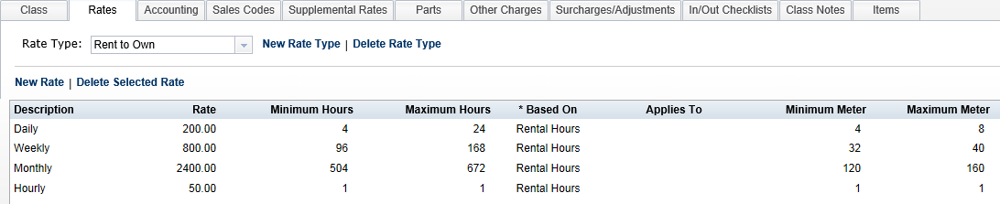 Class Rates Accounting Sales Codes Supplemental Rates Parts Other Charges Surcharges/Adjustments In/Out Checklists Class Notes Items
Rate Type: Rent to Own New Rate Type | Delete Rate Type
New Rate | Delete Selected Rate
Description Rate Minimum Hours Maximum Hours * Based On Applies To Minimum Meter Maximum Meter
Daily 200.00 4 24 Rental Hours 4 8
Weekly 800.00 96 168 Rental Hours 32 40
Monthly 2400.00 504 672 Rental Hours 120 160
Hourly 50.00 1 1 Rental Hours 1 1